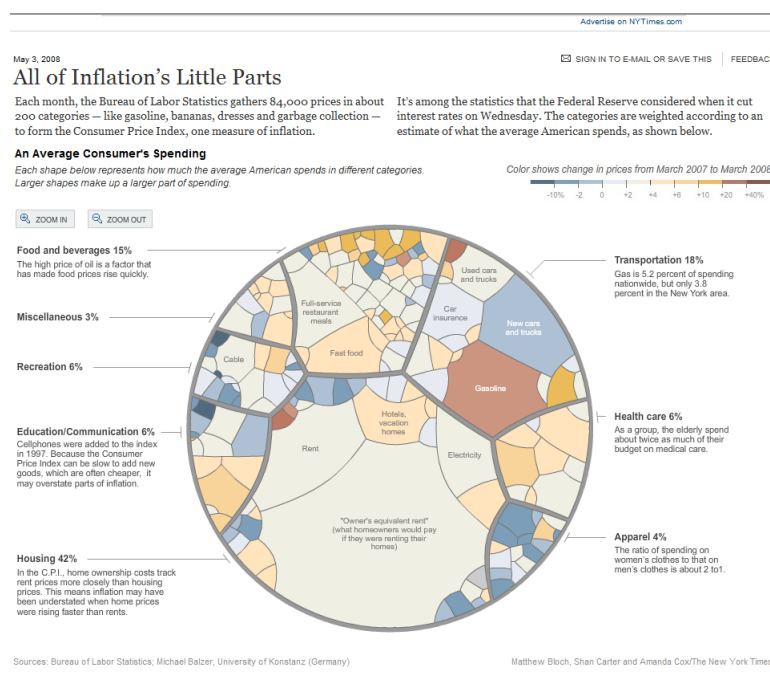 Advertise on NYTimes.com
May 3, 2008
SIGN IN TO E-MAIL OR SAVE THIS
FEEDBAC
All of Inflation's Little Parts
Each month, the Bureau of Labor Statistics gathers 84,000 prices in about
200 categories — like gasoline, bananas, dresses and garbage collection —
to form the Consumer Price Index, one measure of inflation.
It's among the statistics that the Federal Reserve considered when it cut
interest rates on Wednesday. The categories are weighted according to an
estimate of what the average American spends, as shown below.
An Average Consumer's Spending
Each shape below represents how much the average American spends in different categories.
Larger shapes make up a larger part of spending.
Color shows change in prices from March 2007 to March 2008
-10% -2 0 +2 +4 +6 +10 +20 +40%
ZOOM IN
ZOOM OUT
Food and beverages 15%
The high price of oil is a factor that
has made food prices rise quickly.
Miscellaneous 3%
Recreation 6%
Education/Communication 6%
Cellphones were added to the index
in 1997. Because the Consumer
Price Index can be slow to add new
goods, which are often cheaper, it
may overstate parts of inflation.
Housing 42%
In the C.P.I., home ownership costs track
rent prices more closely than housing
prices. This means inflation may have
been understated when home prices
were rising faster than rents.
Full-service
restaurant
meals
Fast food
Used cars
and trucks
Car
insurance
New cars
and trucks
Gasoline
Cable
Hotels,
vacation
homes
Rent
Electricity
"Owner's equivalent rent"
(what homeowners would pay
if they were renting their
homes)
Transportation 18%
Gas is 5.2 percent of spending
nationwide, but only 3.8
percent in the New York area.
Health care 6%
As a group, the elderly spend
about twice as much of their
budget on medical care.
Apparel 4%
The ratio of spending on
women's clothes to that on
men's clothes is about 2 to1.
Sources: Bureau of Labor Statistics; Michael Balzer, University of Konstanz (Germany)
Matthew Bloch, Shan Carter and Amanda Cox/The New York Times